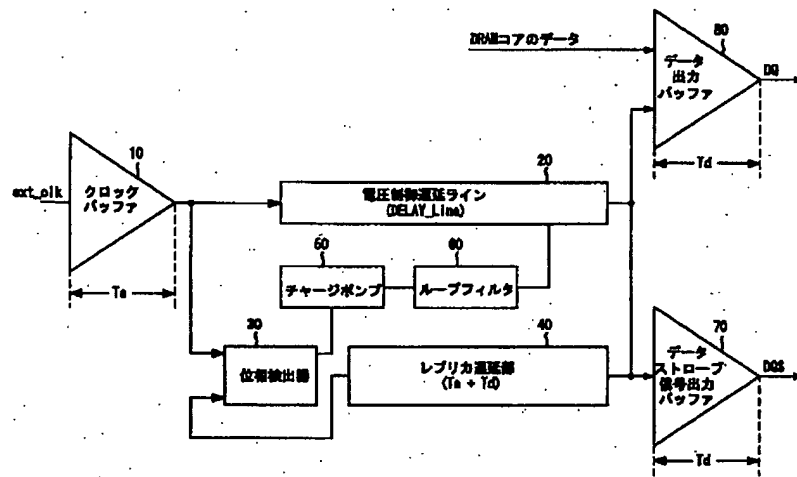 DRAMコアのデータ
80
データ
出力
バッファ
DQ
Td
10
ext_clk
クロック
バッファ
Ta
20
電圧制御遅延ライン
(DELAY_Line)
50
チャージポンプ
60
ループフィルタ
30
位相検出器
40
レプリカ遅延部
(Ta + Td)
70
データ
ストローブ
信号出力
バッファ
DQS
Td